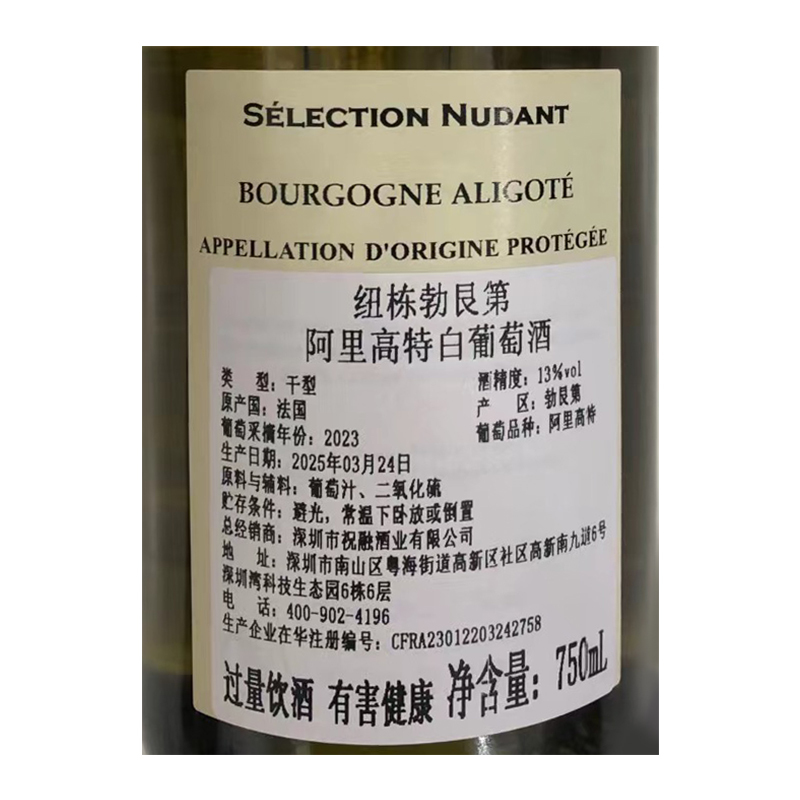 SÉLECTION NUDANT
BOURGOGNE ALIGOTÉ
APPELLATION D'ORIGINE PROTÉGÉE
纽栋勃艮第
阿里高特白葡萄酒
类 型：干型 酒精度：13%vol
原产国：法国 产 区：勃艮第
葡萄采摘年份：2023 葡萄品种：阿里高特
生产日期：2025年03月24日
原料与辅料：葡萄汁、二氧化硫
贮存条件：避光，常温下卧放或倒置
总经销商：深圳市祝融酒业有限公司
地 址：深圳市南山区粤海街道高新区社区高新南九道6号
深圳湾科技生态园6栋6层
电 话：400-902-4196
生产企业在华注册编号：CFRA23012203242758
过量饮酒 有害健康 净含量：750mL